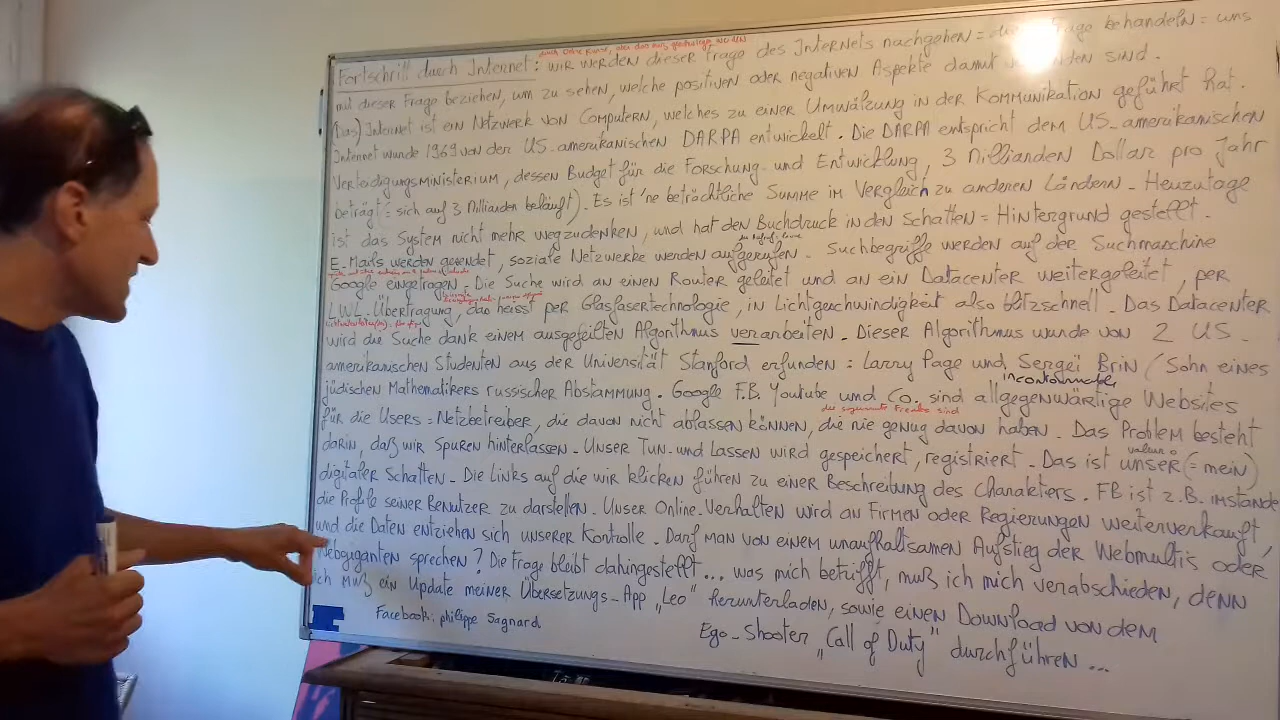 auch ohne Kurse, aber das muß
Fortschritt durch Internet: wir werden dieser Frage des Internets nachgehen = Frage behandeln = uns
mit dieser Frage beziehen, um zu sehen, welche positiven oder negativen Aspekte damit sind.
(Das) Internet ist ein Netzwerk von Computern, welches zu einer Umwälzung in der Kommunikation geführt hat.
Internet wurde 1969 von der US-amerikanischen DARPA entwickelt. Die DARPA entspricht dem US-amerikanischen
Verteidigungsministerium, dessen Budget für die Forschung und Entwicklung, 3 Milliarden Dollar pro Jahr
beträgt (= sich auf 3 Milliarden beläuft). Es ist 'ne beträchtliche Summe im Vergleich zu anderen Ländern - Heuzutage
ist das System nicht mehr wegzudenken, und hat den Buchdruck in den Schatten = Hintergrund gestellt.
E-Mails werden gesendet, soziale Netzwerke werden aufgerufen. Suchbegriffe werden auf der Suchmaschine
Google eingetragen - Die Suche wird an einen Router geleitet und an ein Datacenter weitergeleitet, per
LWL-Übertragung, das heisst per Glasfasertechnologie, in Lichtgeschwindigkeit also blitzschnell. Das Datacenter
wird die Suche dank einem ausgefeilten Algorithmus verarbeiten. Dieser Algorithmus wurde von 2 US-
amerikanischen Studenten aus der Universität Stanford erfunden: Larry Page und Sergeï Brin (Sohn eines
incontournables
jüdischen Mathematikers russischer Abstammung. Google F.B. Youtube und Co. sind allgegenwärtige Websites
die sogenannte Freaks sind
für die Users = Netzbetreiber, die davon nicht ablassen können, die nie genug davon haben. Das Problem besteht
darin, daß wir Spuren hinterlassen - Unser Tun-und Lassen wird gespeichert, registriert. Das ist unser (= mein)
digitaler Schatten - Die Links auf die wir klicken führen zu einer Beschreibung des Charakters. FB ist z.B. imstande
die Profile seiner Benutzer zu darstellen. Unser Online-Verhalten wird an Firmen oder Regierungen weiterverkauft,
und die Daten entziehen sich unserer Kontrolle. Darf man von einem unaufhaltsamen Aufstieg der Webmultis oder
Webgiganten sprechen? Die Frage bleibt dahingestellt... was mich betrifft, muß ich mich verabschieden, denn
ich muß ein Update meiner Übersetzungs-App „Leo" herunterladen, sowie einen Download von dem
Facebook: philippe Sagnard
Ego-Shooter „Call of Duty" durchführen ...